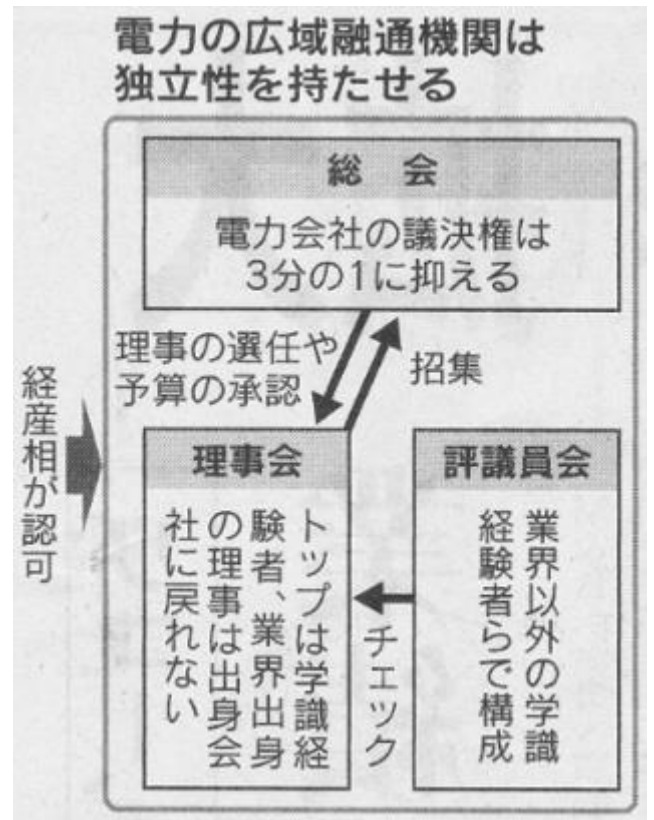 電力の広域融通機関は
独立性を持たせる
総　会
電力会社の議決権は
3分の1に抑える
理事の選任や
予算の承認
招集
経産相が認可
理事会
トップは学識経
験者、業界出身
の理事は出身会
社に戻れない
チェック
評議員会
業界以外の学識
経験者らで構成